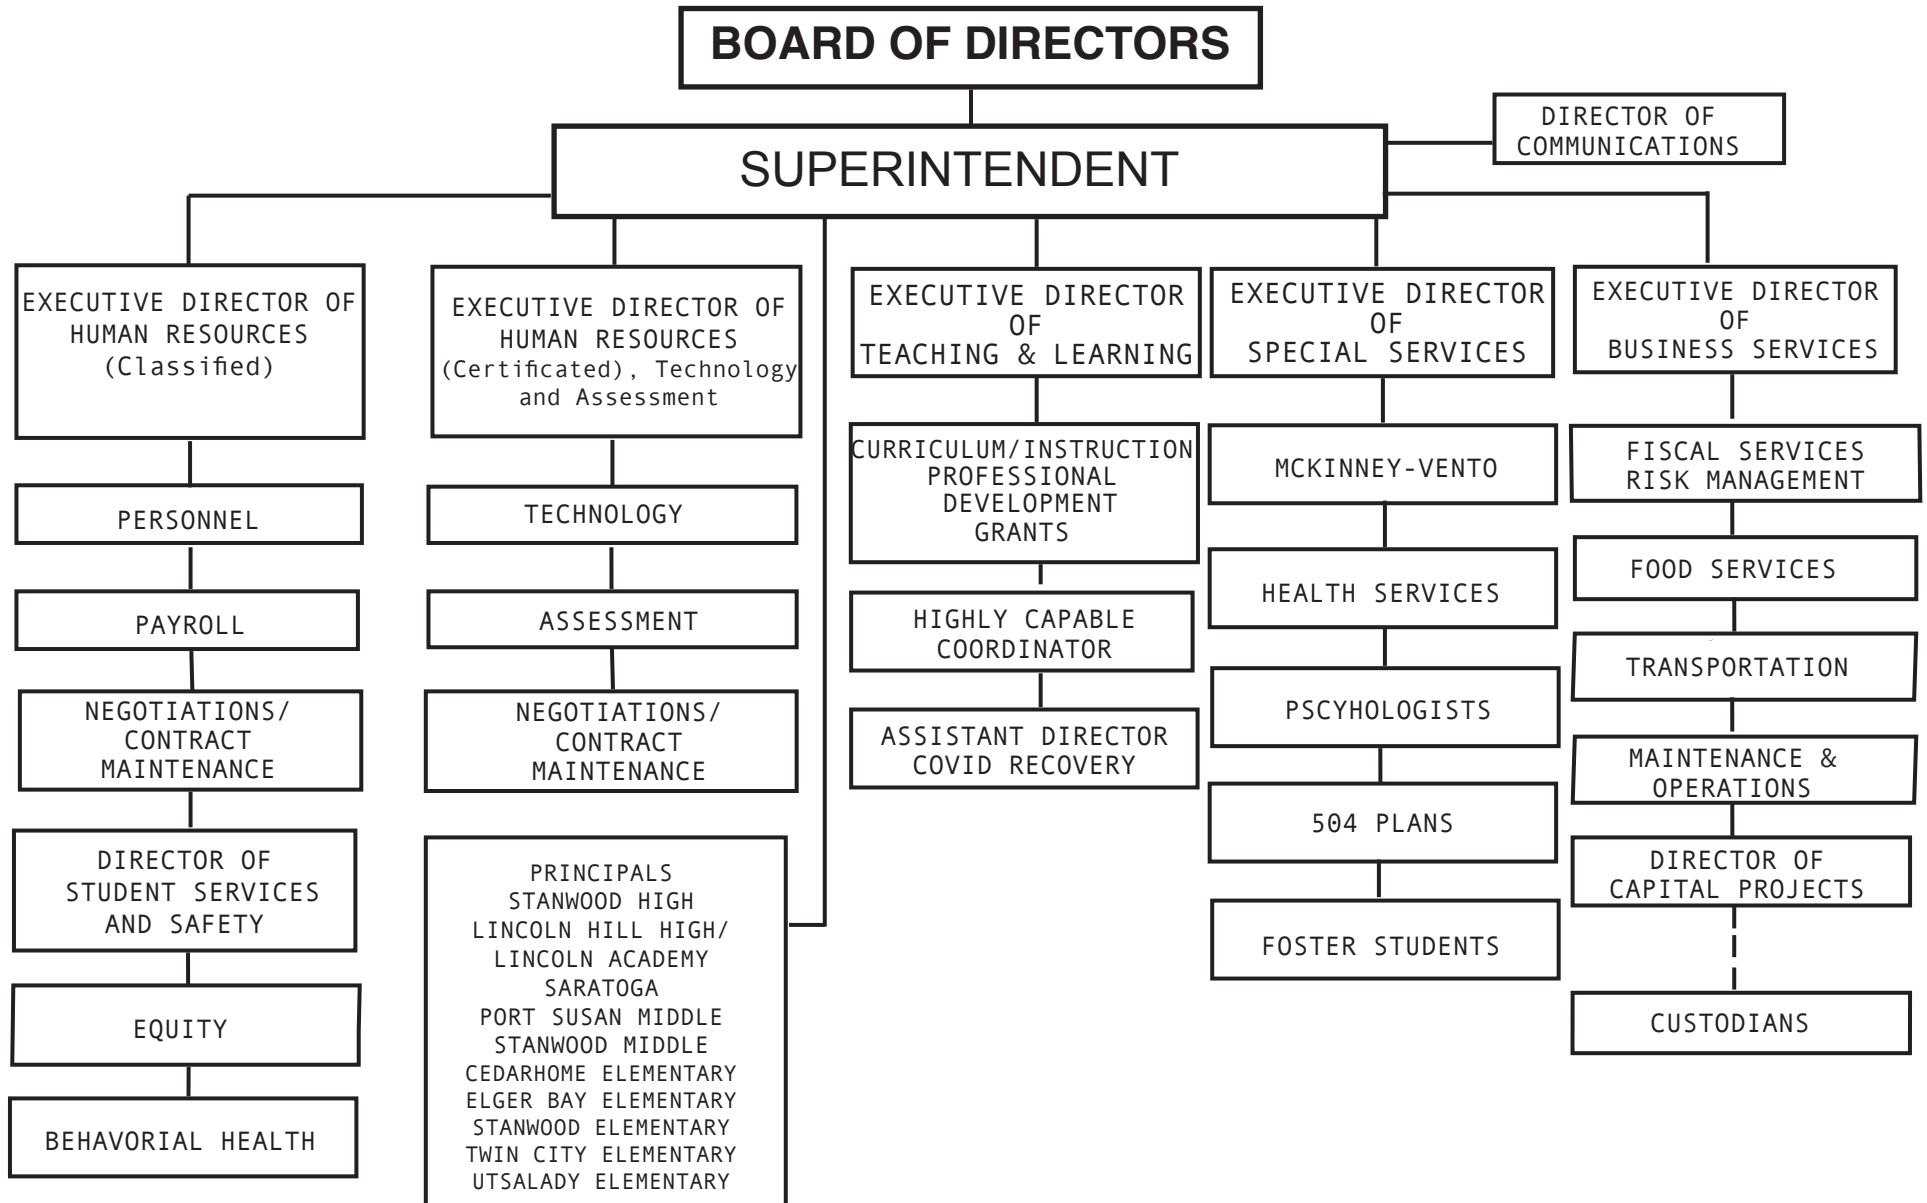 BOARD OF DIRECTORS
SUPERINTENDENT
DIRECTOR OF
COMMUNICATIONS
EXECUTIVE DIRECTOR OF
HUMAN RESOURCES
(Classified)
PERSONNEL
PAYROLL
NEGOTIATIONS/
CONTRACT
MAINTENANCE
DIRECTOR OF
STUDENT SERVICES
AND SAFETY
EQUITY
BEHAVORIAL HEALTH
EXECUTIVE DIRECTOR OF
HUMAN RESOURCES
(Certificated), Technology
and Assessment
TECHNOLOGY
ASSESSMENT
NEGOTIATIONS/
CONTRACT
MAINTENANCE
PRINCIPALS
STANWOOD HIGH
LINCOLN HILL HIGH/
LINCOLN ACADEMY
SARATOGA
PORT SUSAN MIDDLE
STANWOOD MIDDLE
CEDARHOME ELEMENTARY
ELGER BAY ELEMENTARY
STANWOOD ELEMENTARY
TWIN CITY ELEMENTARY
UTSALADY ELEMENTARY
EXECUTIVE DIRECTOR
OF
TEACHING & LEARNING
CURRICULUM/INSTRUCTION
PROFESSIONAL
DEVELOPMENT
GRANTS
HIGHLY CAPABLE
COORDINATOR
ASSISTANT DIRECTOR
COVID RECOVERY
EXECUTIVE DIRECTOR
OF
SPECIAL SERVICES
MCKINNEY-VENTO
HEALTH SERVICES
PSCYHOLOGISTS
504 PLANS
FOSTER STUDENTS
EXECUTIVE DIRECTOR
OF
BUSINESS SERVICES
FISCAL SERVICES
RISK MANAGEMENT
FOOD SERVICES
TRANSPORTATION
MAINTENANCE &
OPERATIONS
DIRECTOR OF
CAPITAL PROJECTS
CUSTODIANS